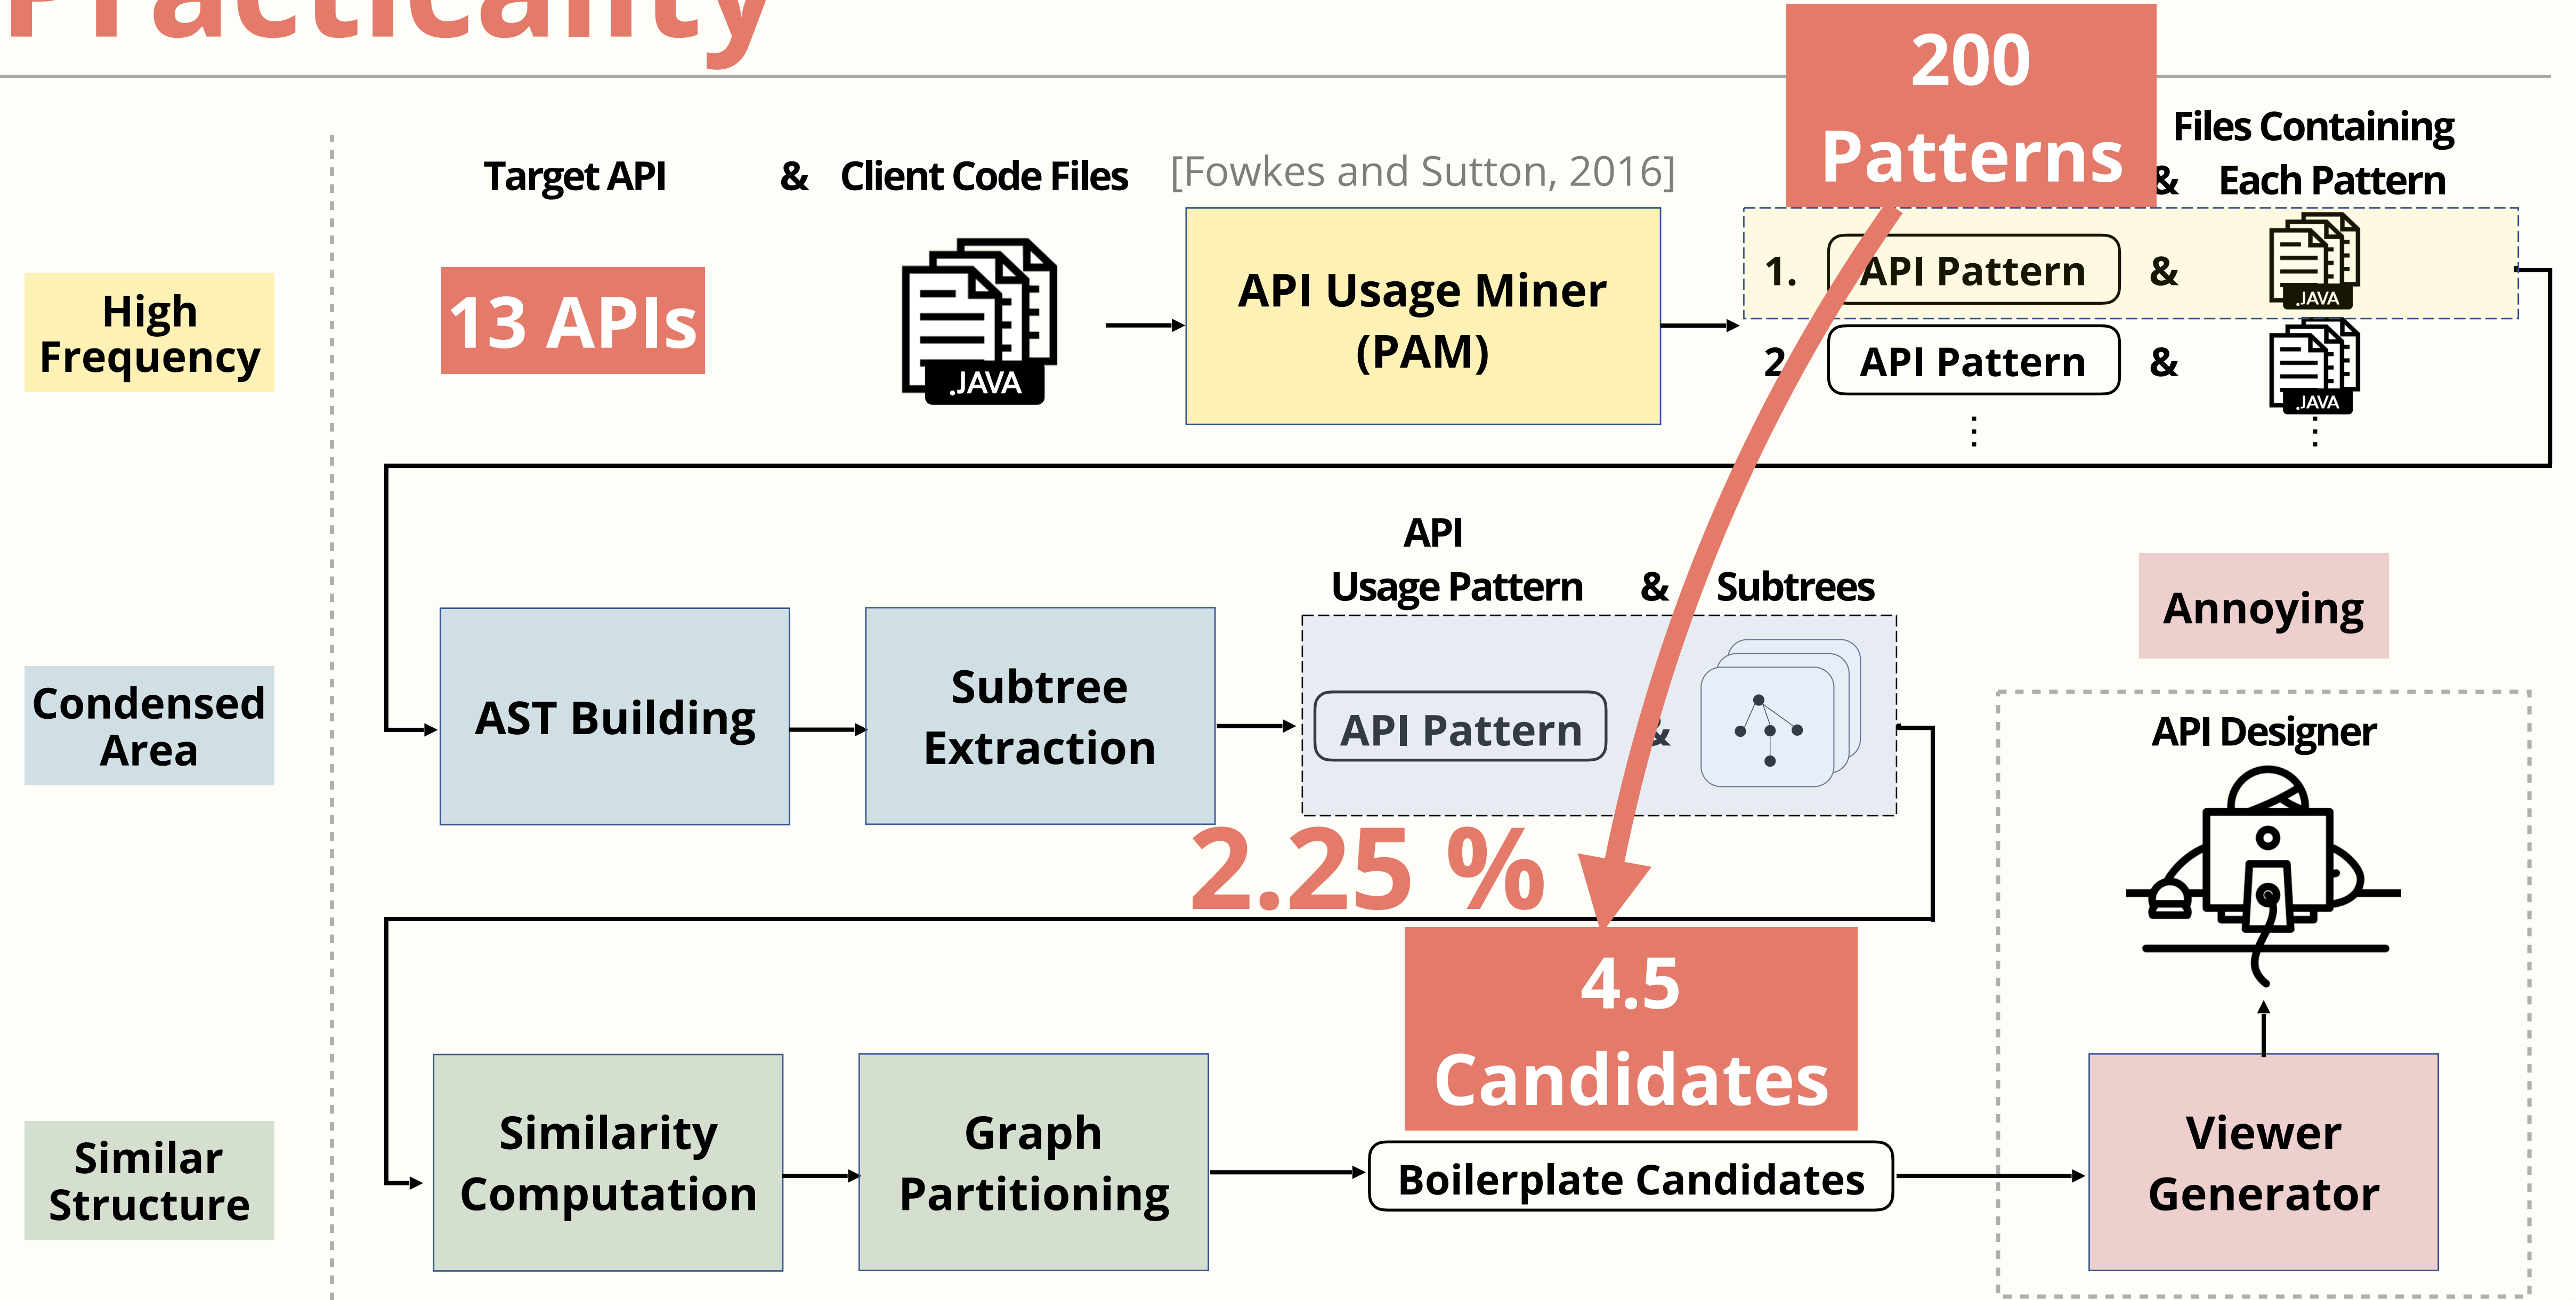 Practicality
200
Patterns
Files Containing
& Each Pattern
Target API & Client Code Files [Fowkes and Sutton, 2016]
High
Frequency
13 APIs
.JAVA
API Usage Miner
(PAM)
1. API Pattern & .JAVA
2 API Pattern & .JAVA
API
Usage Pattern & Subtrees
Annoying
Condensed
Area
AST Building
Subtree
Extraction
API Pattern &
API Designer
2.25 %
4.5
Candidates
Similar
Structure
Similarity
Computation
Graph
Partitioning
Boilerplate Candidates
Viewer
Generator